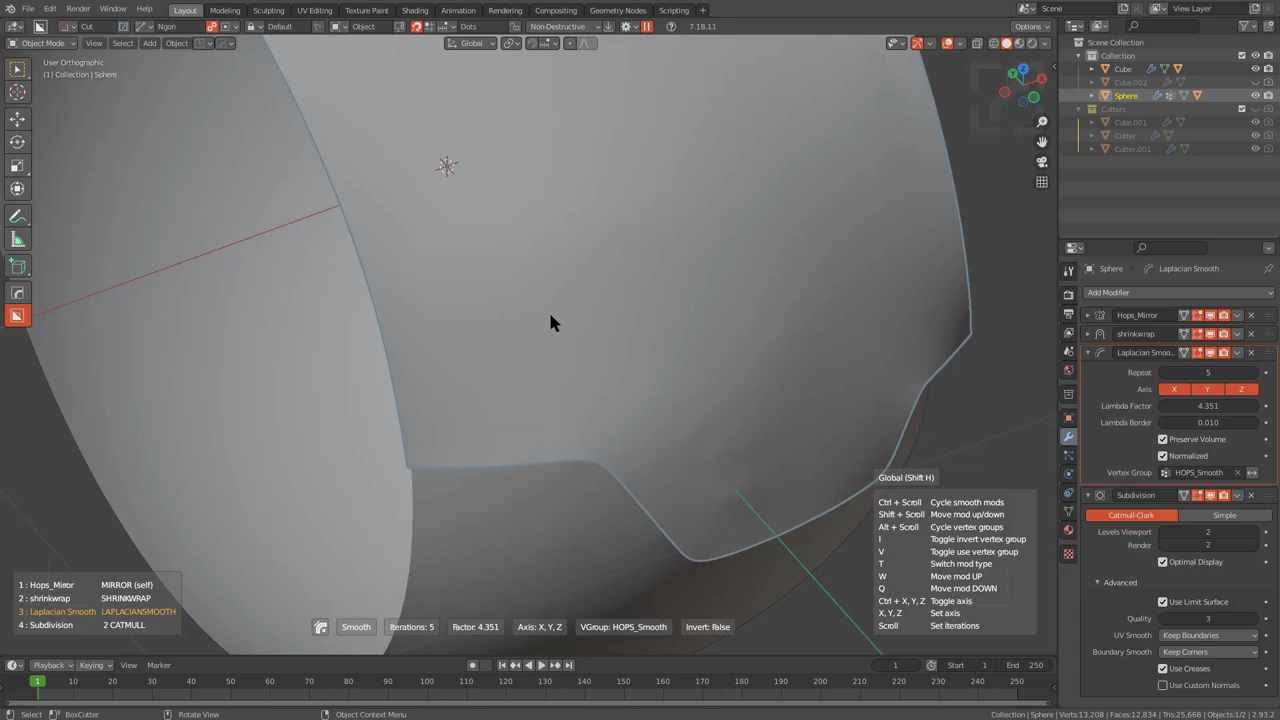 File Edit Render Window Help Layout Modeling Sculpting UV Editing Texture Paint Shading Animation Rendering Compositing Geometry Nodes Scripting + Scene View Layer
Cut Ngon Default Object Dots Non-Destructive 7.18.11 Options
Object Mode View Select Add Object Global
User Orthographic
(1) Collection | Sphere
Z
Y
X
Scene Collection
Collection
Cube
Cube.002
Sphere
Cutters
Cube.001
Cutter
Cutter.001
Sphere Laplacian Smooth
Add Modifier
Hops_Mirror
shrinkwrap
Laplacian Smoo...
Repeat 5
Axis X Y Z
Lambda Factor 4.351
Lambda Border 0.010
Preserve Volume
Normalized
Vertex Group HOPS_Smooth
Subdivision
Catmull-Clark Simple
Levels Viewport 2
Render 2
Optimal Display
Advanced
Use Limit Surface
Quality 3
UV Smooth Keep Boundaries
Boundary Smooth Keep Corners
Use Creases
Use Custom Normals
Global (Shift H)
Ctrl + Scroll Cycle smooth mods
Shift + Scroll Move mod up/down
Alt + Scroll Cycle vertex groups
I Toggle invert vertex group
V Toggle use vertex group
T Switch mod type
W Move mod UP
Q Move mod DOWN
Ctrl + X, Y, Z Toggle axis
X, Y, Z Set axis
Scroll Set iterations
1 : Hops_Mirror MIRROR (self)
2 : shrinkwrap SHRINKWRAP
3 : Laplacian Smooth LAPLACIANSMOOTH
4 : Subdivision 2 CATMULL
Smooth Iterations: 5 Factor: 4.351 Axis: X, Y, Z VGroup: HOPS_Smooth Invert: False
Playback Keying View Marker 1 Start 1 End 250
1 10 20 30 40 50 60 70 80 90 100 110 120 130 140 150 160 170 180 190 200 210 220 230 240 250
Select BoxCutter Rotate View Object Context Menu Collection | Sphere | Verts:13,208 | Faces:12,834 | Tris:25,668 | Objects:1/2 | 2.93.2